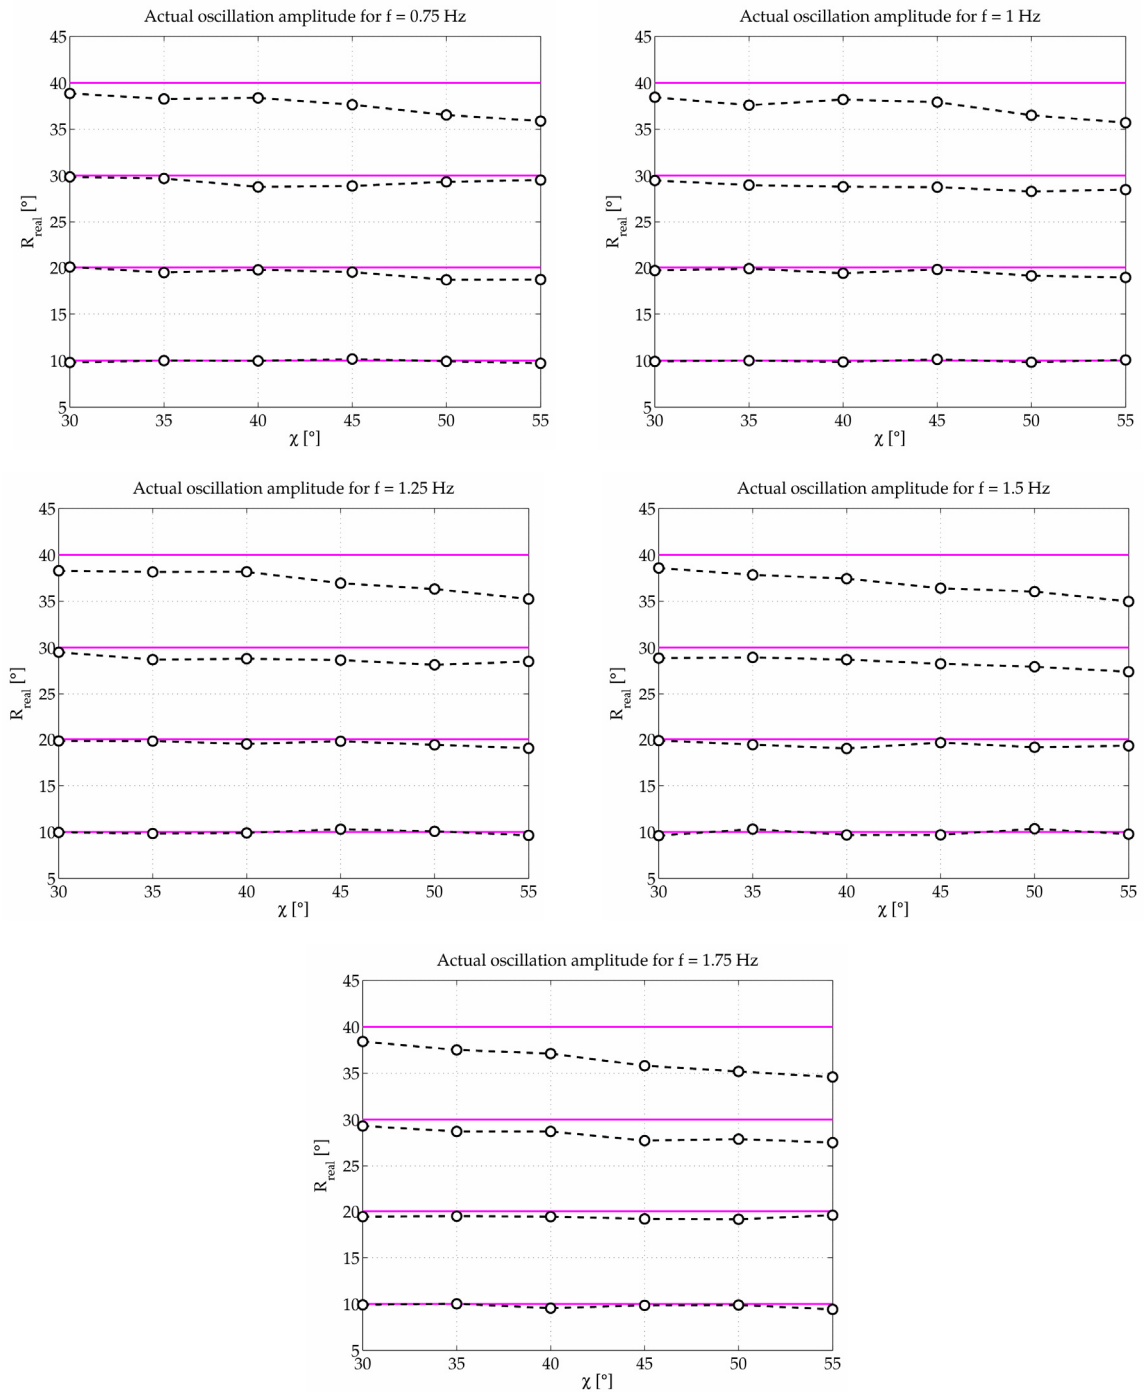 Actual oscillation amplitude for f = 0.75 Hz
45
40
35
30
25
20
15
10
5
R_real [°]
30 35 40 45 50 55
χ [°]
Actual oscillation amplitude for f = 1 Hz
45
40
35
30
25
20
15
10
5
R_real [°]
30 35 40 45 50 55
χ [°]
Actual oscillation amplitude for f = 1.25 Hz
45
40
35
30
25
20
15
10
5
R_real [°]
30 35 40 45 50 55
χ [°]
Actual oscillation amplitude for f = 1.5 Hz
45
40
35
30
25
20
15
10
5
R_real [°]
30 35 40 45 50 55
χ [°]
Actual oscillation amplitude for f = 1.75 Hz
45
40
35
30
25
20
15
10
5
R_real [°]
30 35 40 45 50 55
χ [°]